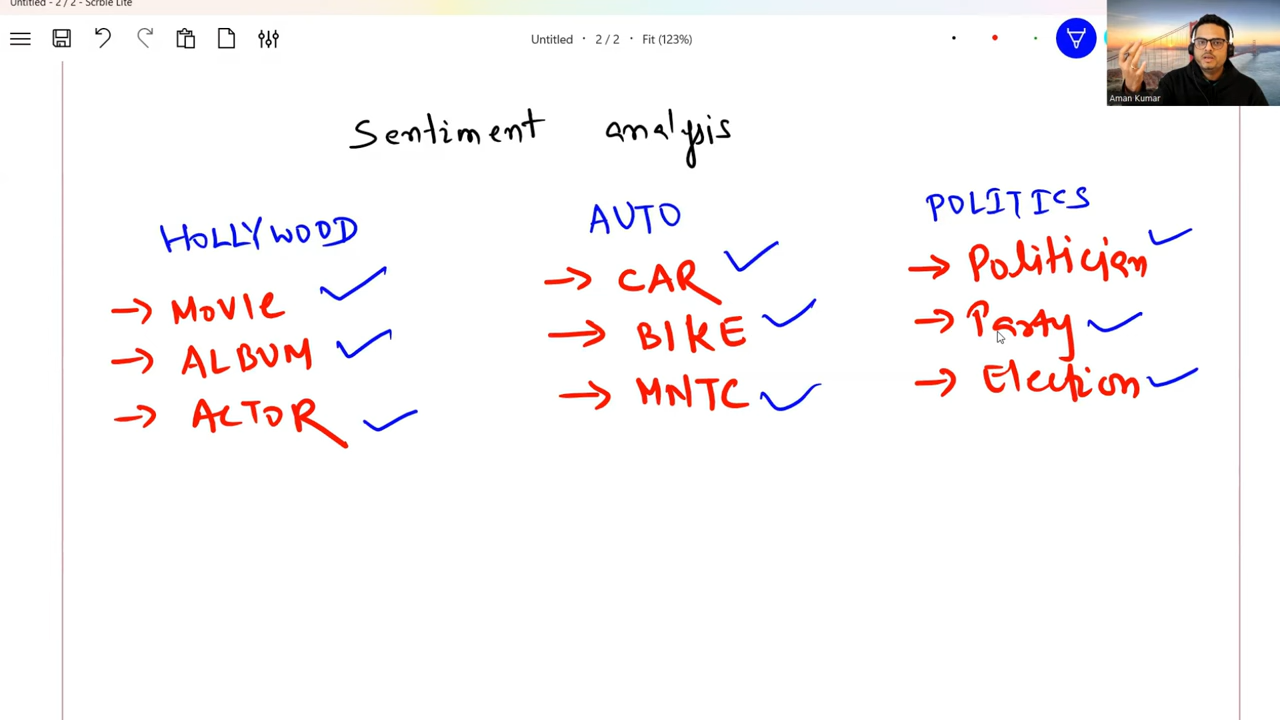 Untitled - 2 / 2 - Scrble Lite
Untitled · 2 / 2 · Fit (123%)
Aman Kumar
Sentiment analysis
HOLLYWOOD
→ MOVIE
→ ALBUM
→ ACTOR
AUTO
→ CAR
→ BIKE
→ MNTC
POLITICS
→ Politician
→ Party
→ Election